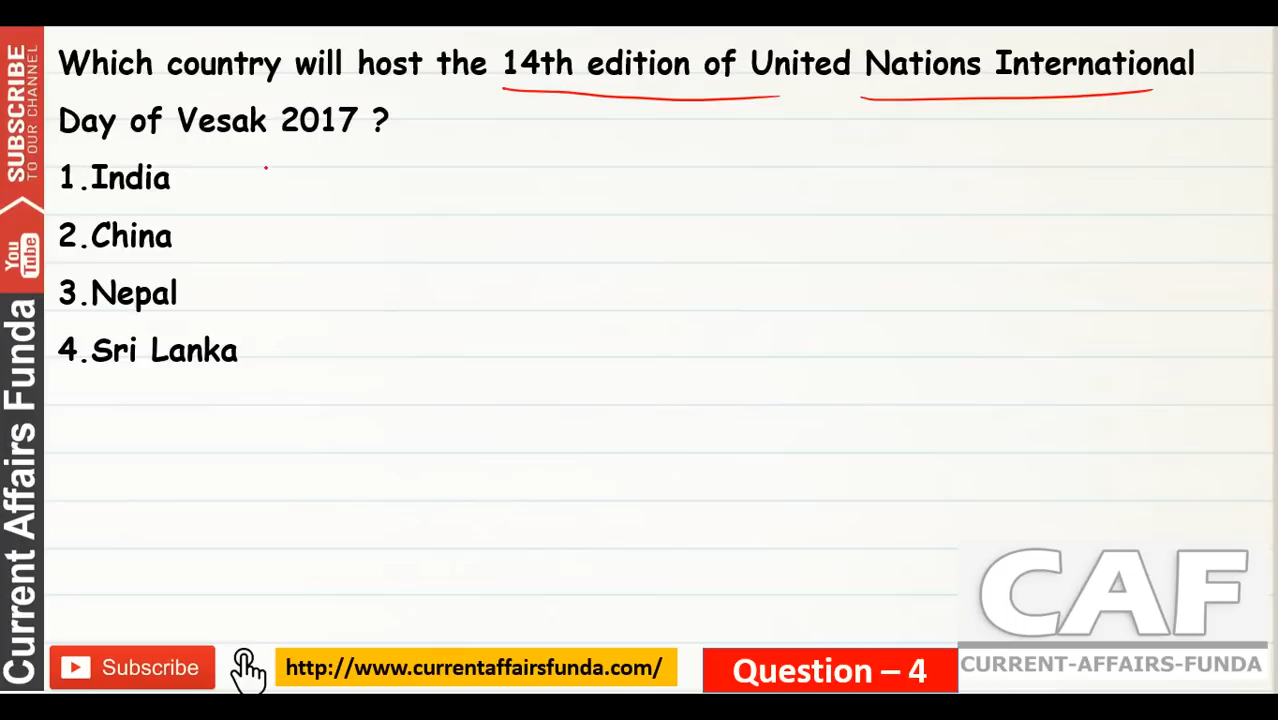 Which country will host the 14th edition of United Nations International
Day of Vesak 2017 ?
1.India
2.China
3.Nepal
4.Sri Lanka
SUBSCRIBE
TO OUR CHANNEL
You
Tube
Current Affairs Funda
CAF
CURRENT-AFFAIRS-FUNDA
Subscribe
http://www.currentaffairsfunda.com/
Question – 4